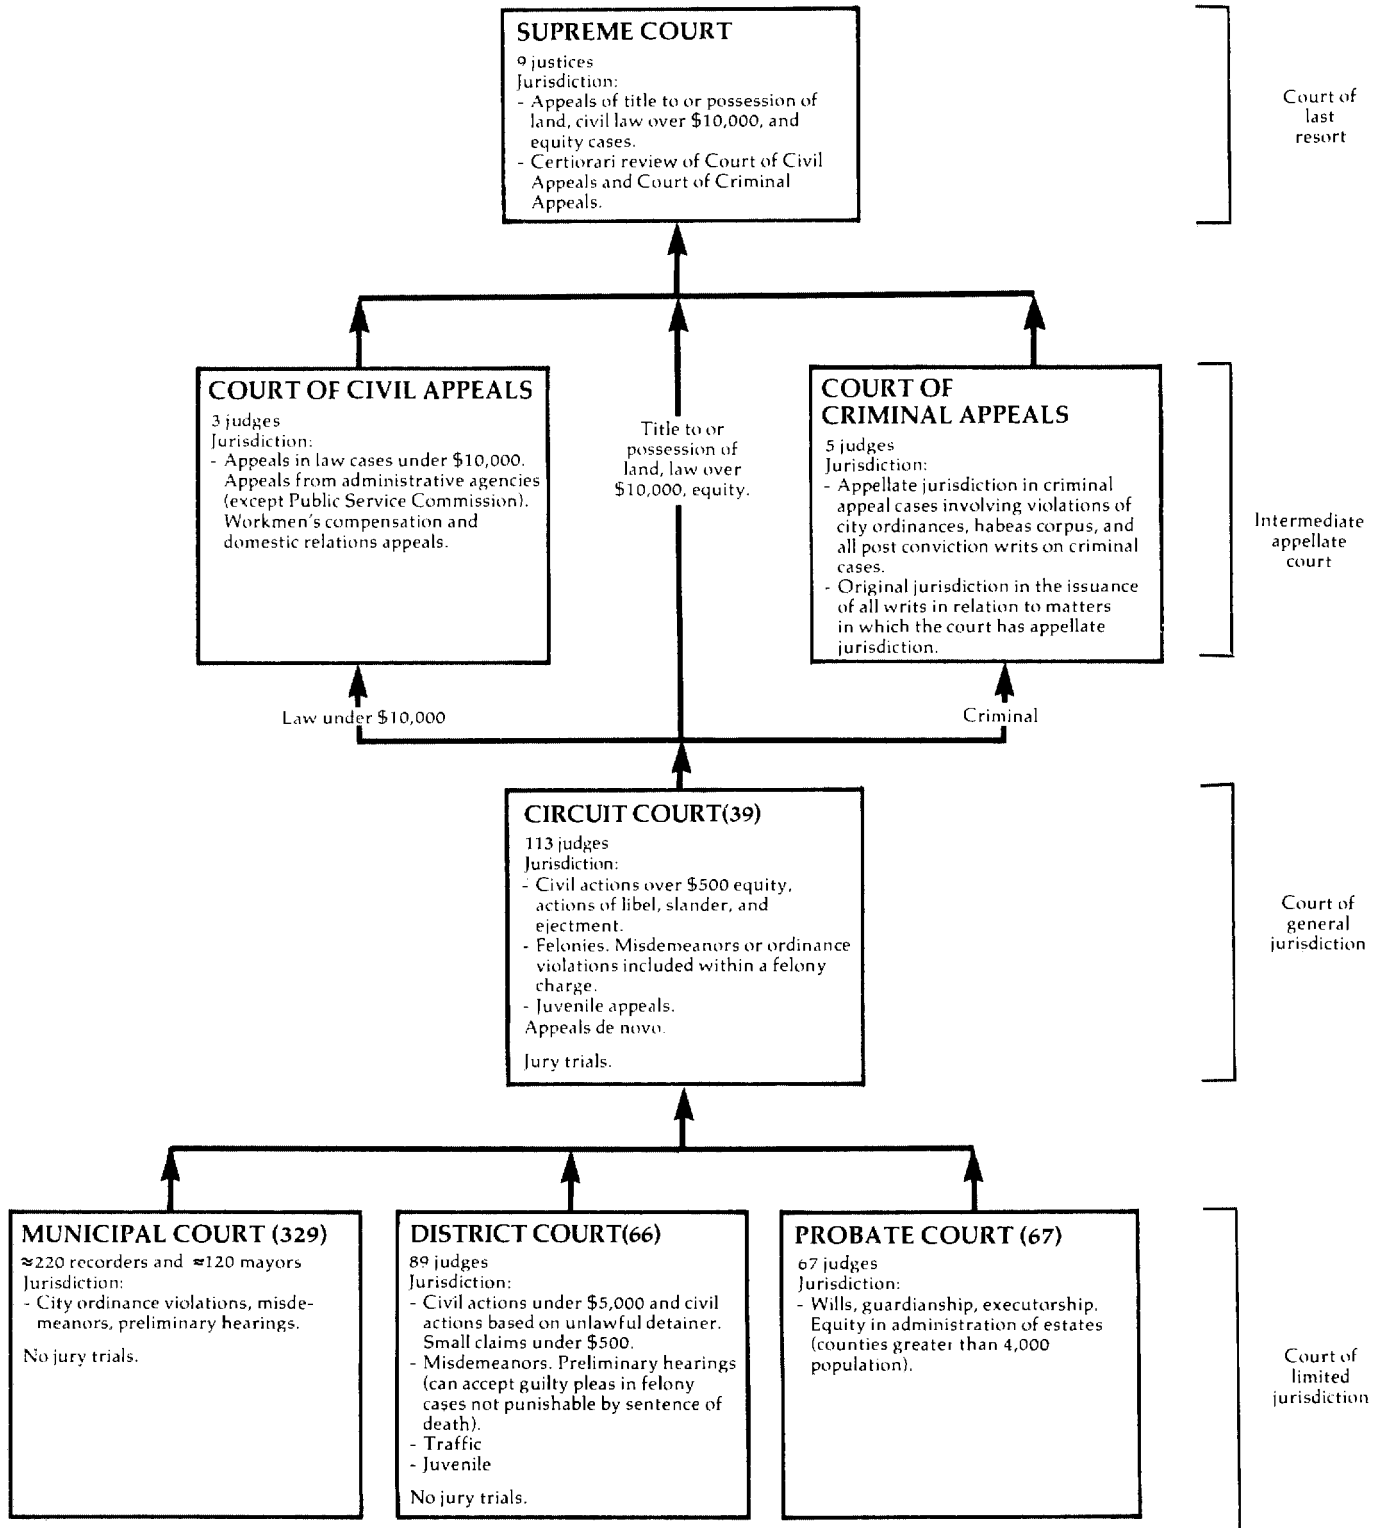 SUPREME COURT
9 justices
Jurisdiction:
- Appeals of title to or possession of
land, civil law over $10,000, and
equity cases.
- Certiorari review of Court of Civil
Appeals and Court of Criminal
Appeals.
Court of
last
resort
COURT OF CIVIL APPEALS
3 judges
Jurisdiction:
- Appeals in law cases under $10,000.
Appeals from administrative agencies
(except Public Service Commission).
Workmen's compensation and
domestic relations appeals.
Title to or
possession of
land, law over
$10,000, equity.
COURT OF
CRIMINAL APPEALS
5 judges
Jurisdiction:
- Appellate jurisdiction in criminal
appeal cases involving violations of
city ordinances, habeas corpus, and
all post conviction writs on criminal
cases.
- Original jurisdiction in the issuance
of all writs in relation to matters
in which the court has appellate
jurisdiction.
Intermediate
appellate
court
Law under $10,000
Criminal
CIRCUIT COURT(39)
113 judges
Jurisdiction:
- Civil actions over $500 equity,
actions of libel, slander, and
ejectment.
- Felonies. Misdemeanors or ordinance
violations included within a felony
charge.
- Juvenile appeals.
Appeals de novo.
Jury trials.
Court of
general
jurisdiction
MUNICIPAL COURT (329)
≈220 recorders and ≈120 mayors
Jurisdiction:
- City ordinance violations, misde-
meanors, preliminary hearings.
No jury trials.
DISTRICT COURT(66)
89 judges
Jurisdiction:
- Civil actions under $5,000 and civil
actions based on unlawful detainer.
Small claims under $500.
- Misdemeanors. Preliminary hearings
(can accept guilty pleas in felony
cases not punishable by sentence of
death).
- Traffic
- Juvenile
No jury trials.
PROBATE COURT (67)
67 judges
Jurisdiction:
- Wills, guardianship, executorship.
Equity in administration of estates
(counties greater than 4,000
population).
Court of
limited
jurisdiction